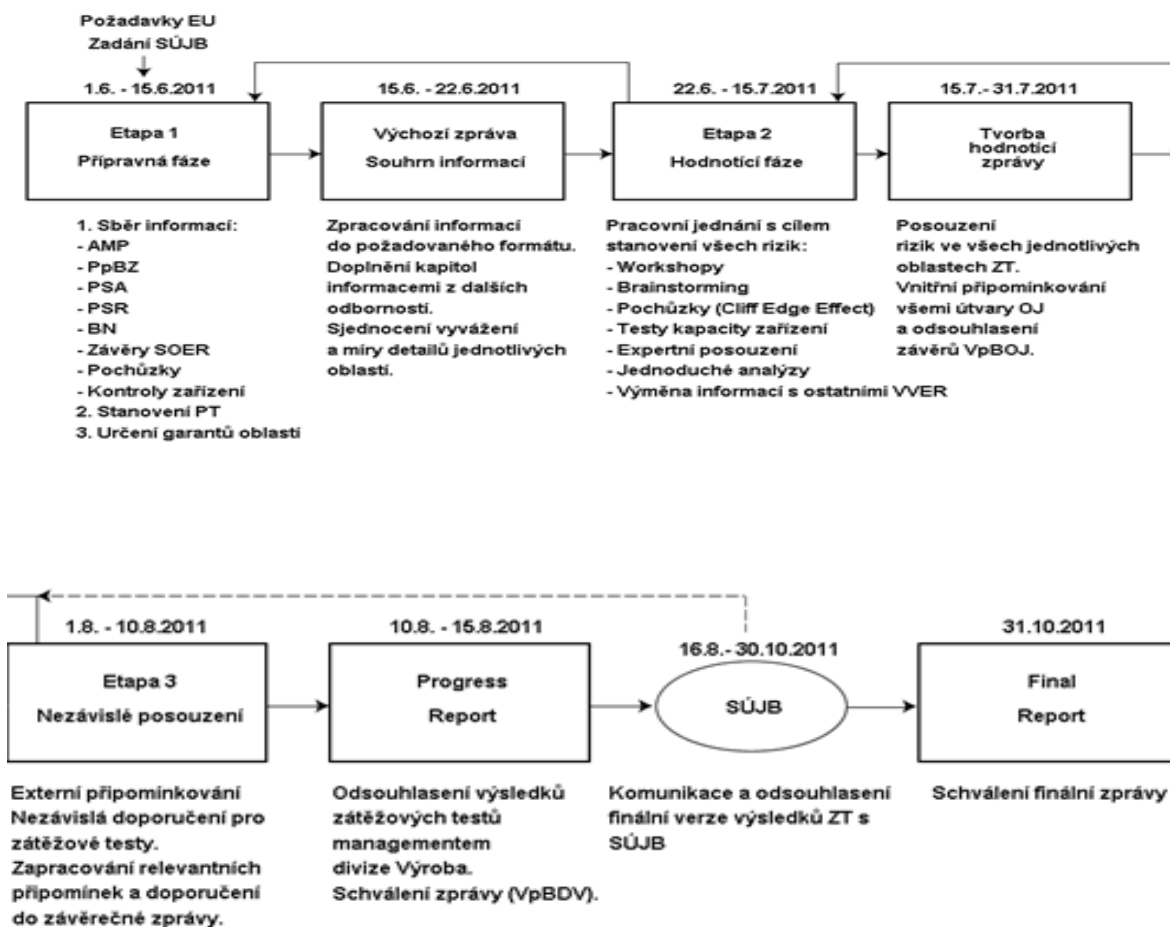 Požadavky EU
Zadání SÚJB
1.6. - 15.6.2011
Etapa 1
Přípravná fáze
1. Sběr informací:
- AMP
- PpBZ
- PSA
- PSR
- BN
- Závěry SOER
- Pochůzky
- Kontroly zařízení
2. Stanovení PT
3. Určení garantů oblastí
15.6. - 22.6.2011
Výchozí zpráva
Souhrn informací
Zpracování informací
do požadovaného formátu.
Doplnění kapitol
informacemi z dalších
odborností.
Sjednocení vyvážení
a míry detailů jednotlivých
oblastí.
22.6. - 15.7.2011
Etapa 2
Hodnotící fáze
Pracovní jednání s cílem
stanovení všech rizik:
- Workshopy
- Brainstorming
- Pochůzky (Cliff Edge Effect)
- Testy kapacity zařízení
- Expertní posouzení
- Jednoduché analýzy
- Výměna informací s ostatními VVER
15.7.- 31.7.2011
Tvorba
hodnotící
zprávy
Posouzení
rizik ve všech jednotlivých
oblastech ZT.
Vnitřní připomínkování
všemi útvary OJ
a odsouhlasení
závěrů VpBOJ.
1.8. - 10.8.2011
Etapa 3
Nezávislé posouzení
Externí připomínkování
Nezávislá doporučení pro
zátěžové testy.
Zapracování relevantních
připomínek a doporučení
do závěrečné zprávy.
10.8. - 15.8.2011
Progress
Report
Odsouhlasení výsledků
zátěžových testů
managementem
divize Výroba.
Schválení zprávy (VpBDV).
16.8.- 30.10.2011
SÚJB
Komunikace a odsouhlasení
finální verze výsledků ZT s
SÚJB
31.10.2011
Final
Report
Schválení finální zprávy